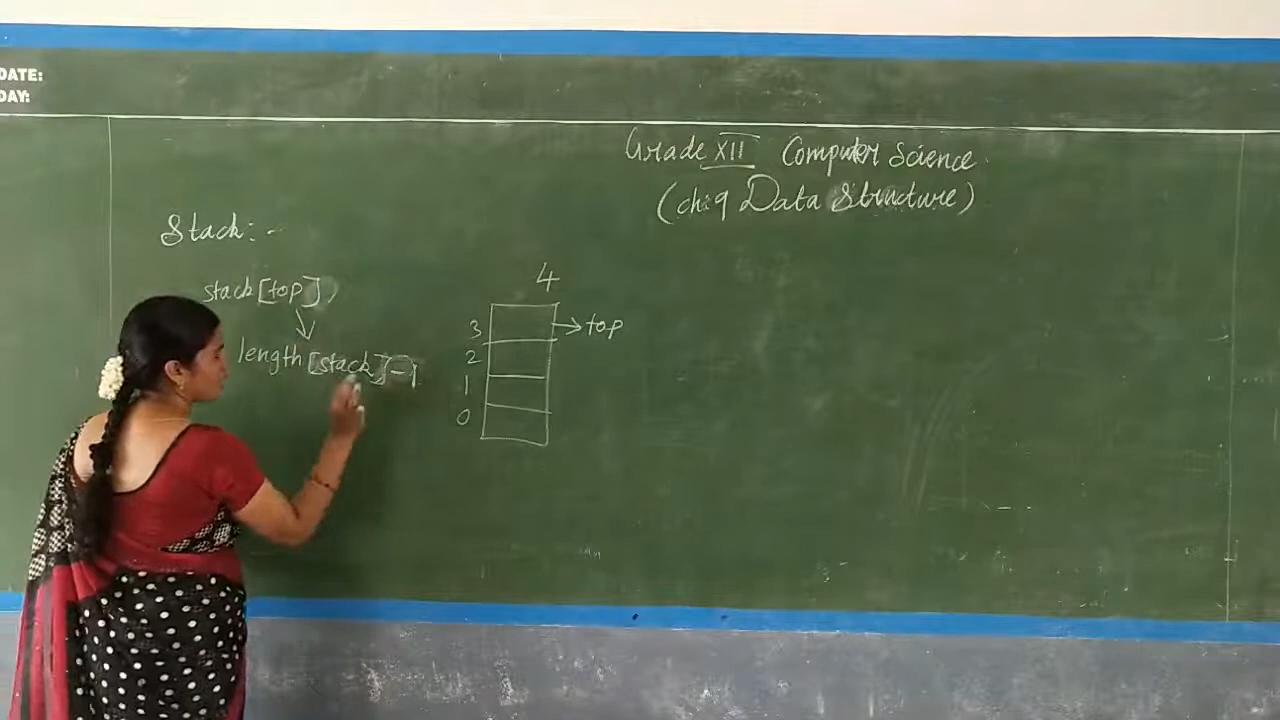 DATE:
DAY:
Grade XII Computer Science
(ch:9 Data Structure)
Stack:-
stack[top]
length[stack]-1
4
3 → top
2
1
0